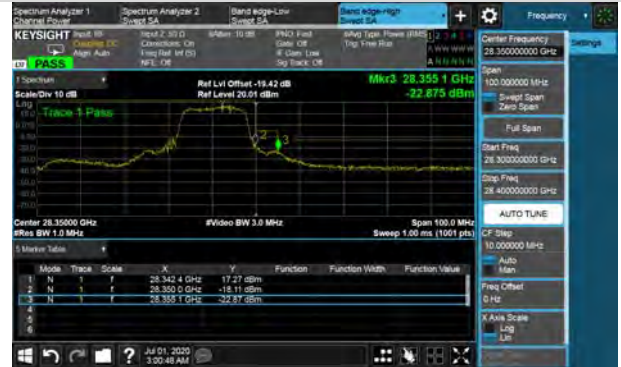 Spectrum Analyzer 1
Channel Power
Spectrum Analyzer 2
Swept SA
Band edge-Low
Swept SA
Band edge-High
Swept SA
+
Frequency
KEYSIGHT Input: RF
Coupling: DC
Align: Auto
Input Z: 50 Ω
Corrections: On
Freq Ref: Int (S)
NFE: Off
#Atten: 10 dB
PNO: Fast
Gate: Off
IF Gain: Low
Sig Track: Off
#Avg Type: Power (RMS)
Trig: Free Run
PASS
1 Spectrum
Scale/Div 10 dB
Ref Lvl Offset -19.42 dB
Ref Level 20.01 dBm
Mkr3 28.355 1 GHz
-22.875 dBm
Log
Trace 1 Pass
2
3
Center 28.35000 GHz
#Res BW 1.0 MHz
#Video BW 3.0 MHz
Span 100.0 MHz
Sweep 1.00 ms (1001 pts)
5 Marker Table
Mode Trace Scale X Y Function Function Width Function Value
1 N 1 f 28.342 4 GHz 17.27 dBm
2 N 1 f 28.350 0 GHz -18.11 dBm
3 N 1 f 28.355 1 GHz -22.87 dBm
4
5
6
Jul 01, 2020
3:00:48 AM
Center Frequency
28.350000000 GHz
Settings
Span
100.000000 MHz
Swept Span
Zero Span
Full Span
Start Freq
28.300000000 GHz
Stop Freq
28.400000000 GHz
AUTO TUNE
CF Step
10.000000 MHz
Auto
Man
Freq Offset
0 Hz
X Axis Scale
Log
Lin